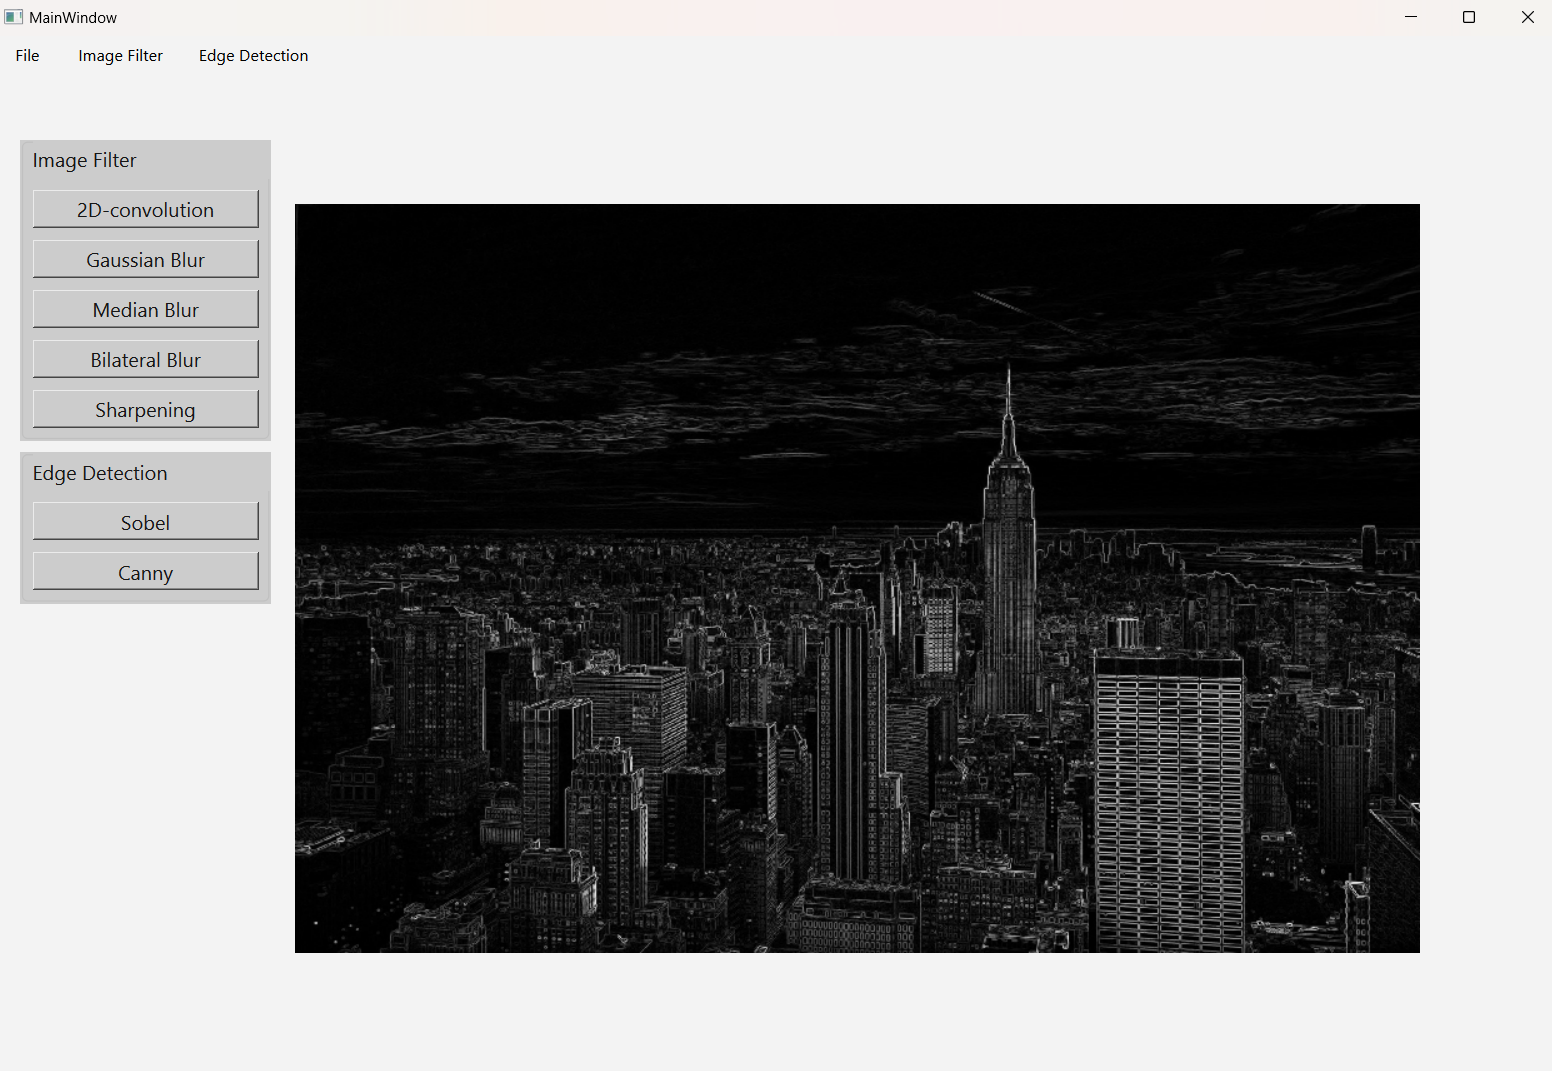 MainWindow
File Image Filter Edge Detection
Image Filter
2D-convolution
Gaussian Blur
Median Blur
Bilateral Blur
Sharpening
Edge Detection
Sobel
Canny